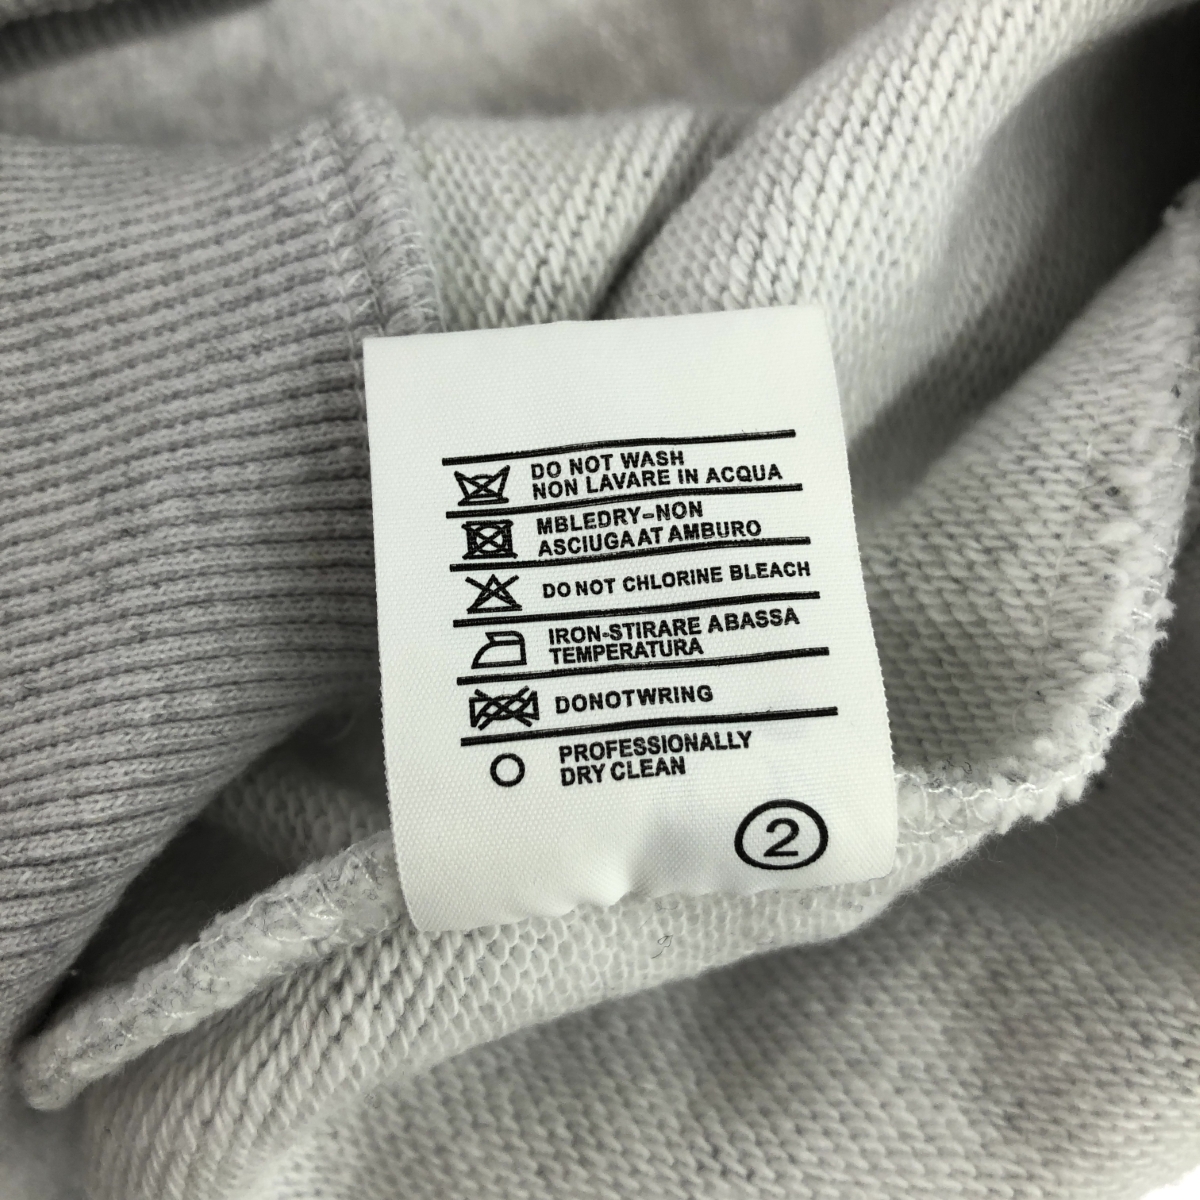 DO NOT WASH
NON LAVARE IN ACQUA
MBLEDRY-NON
ASCIUGAAT AMBURO
DO NOT CHLORINE BLEACH
IRON-STIRARE ABASSA
TEMPERATURA
DONOTWRING
PROFESSIONALLY
DRY CLEAN
2